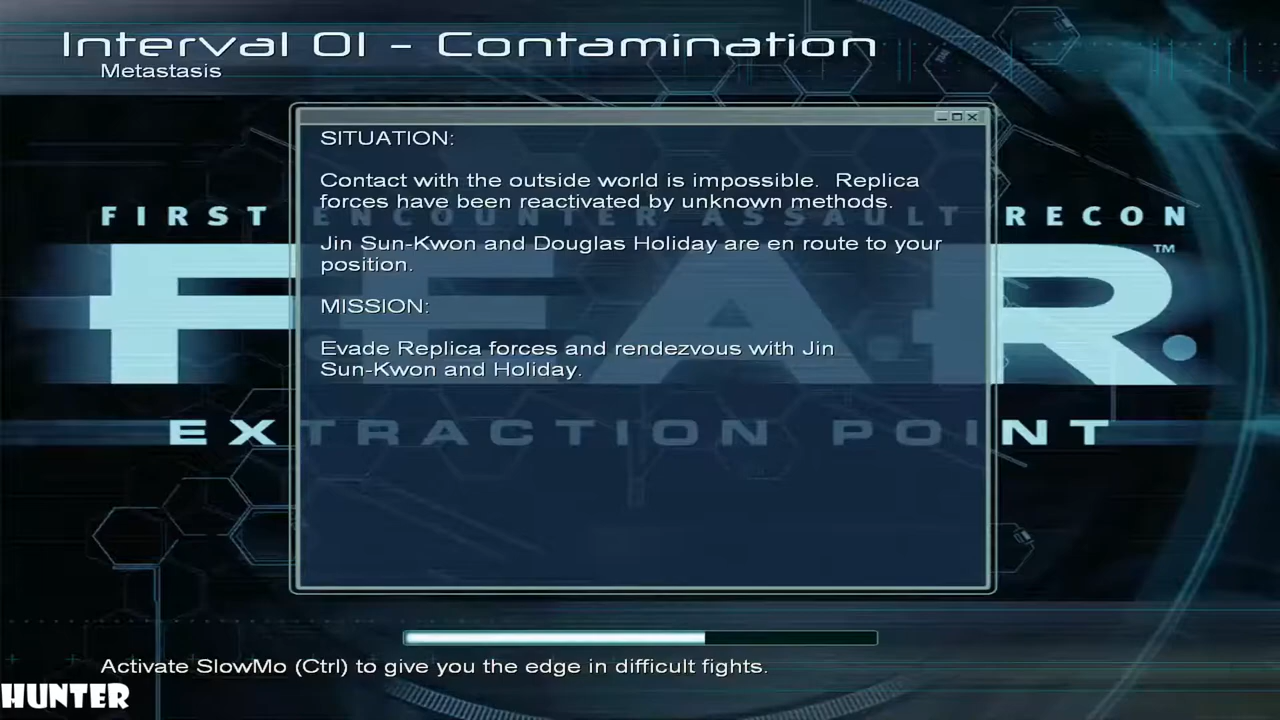 Interval 01 - Contamination
Metastasis
SITUATION:
Contact with the outside world is impossible. Replica
forces have been reactivated by unknown methods.
FIRST ENCOUNTER ASSAULT RECON
Jin Sun-Kwon and Douglas Holiday are en route to your
position.
F.E.A.R.™
MISSION:
Evade Replica forces and rendezvous with Jin
Sun-Kwon and Holiday.
EXTRACTION POINT
Activate SlowMo (Ctrl) to give you the edge in difficult fights.
HUNTER